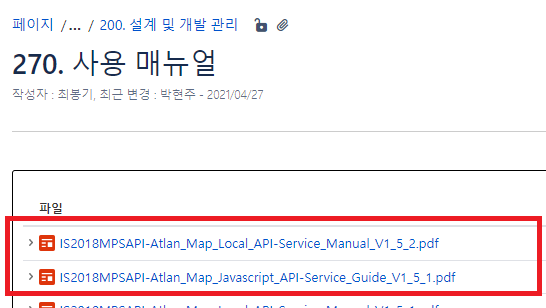 페이지 /... / 200. 설계 및 개발 관리
270. 사용 매뉴얼
작성자 : 최봉기, 최근 변경 : 박현주 - 2021/04/27
파일
IS2018MPSAPI-Atlan_Map_Local_API-Service_Manual_V1_5_2.pdf
IS2018MPSAPI-Atlan_Map_Javascript_API-Service_Guide_V1_5_1.pdf